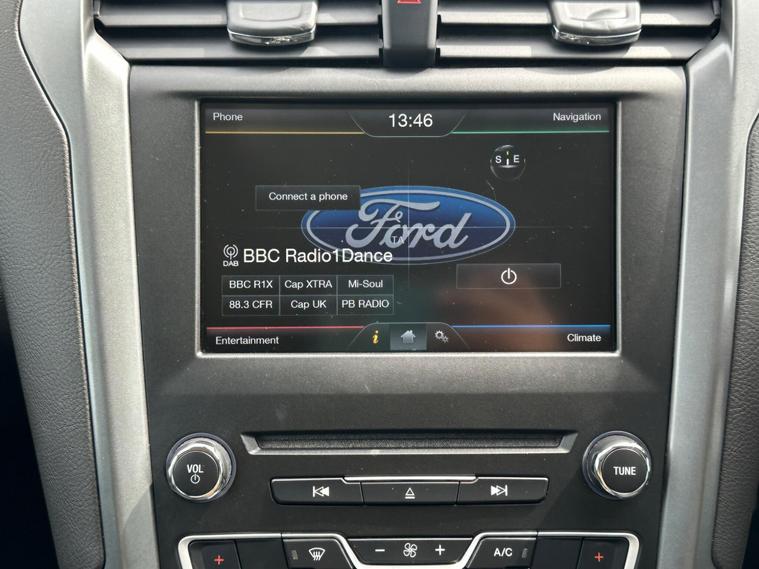 Phone 13:46 Navigation
S E
Connect a phone
Ford
TA
DAB BBC Radio1Dance
BBC R1X Cap XTRA Mi-Soul
88.3 CFR Cap UK PB RADIO
Entertainment i Climate
VOL TUNE
A/C